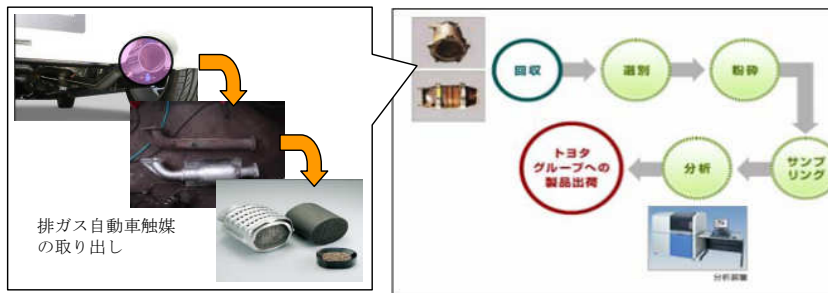 排ガス自動車触媒
の取り出し
回収
選別
粉砕
サンプ
リング
分析
トヨタ
グループへの
製品出荷
分析装置